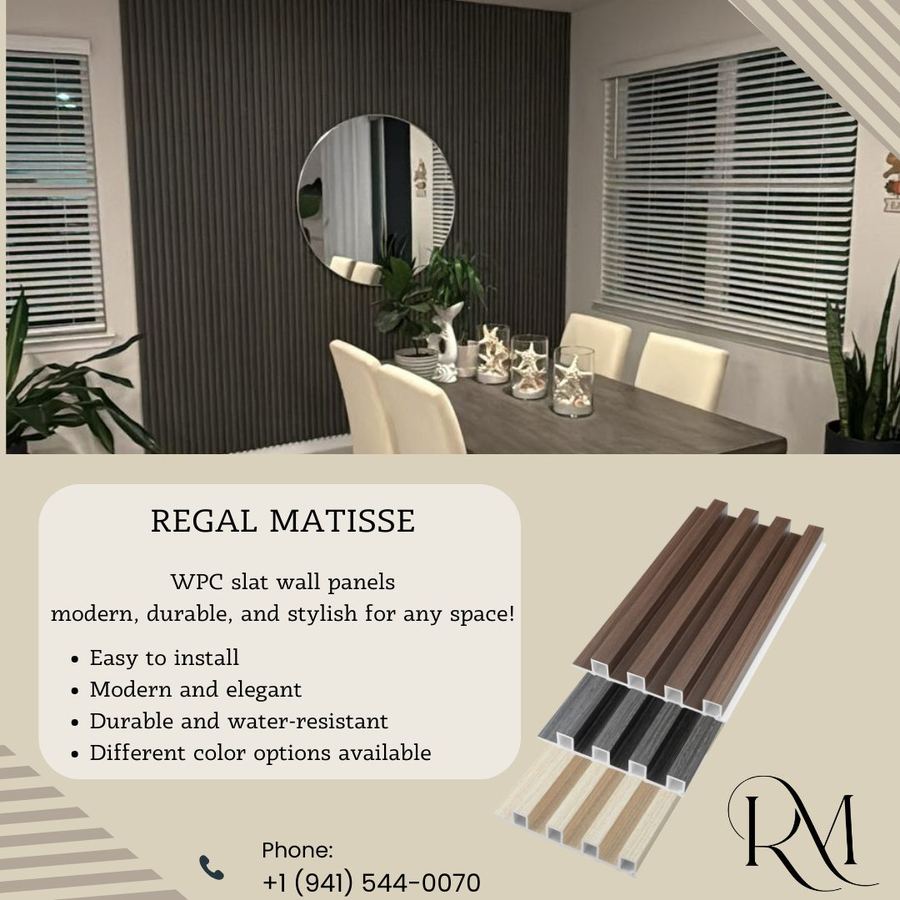 REGAL MATISSE
WPC slat wall panels
modern, durable, and stylish for any space!
• Easy to install
• Modern and elegant
• Durable and water-resistant
• Different color options available
Phone:
+1 (941) 544-0070
RM